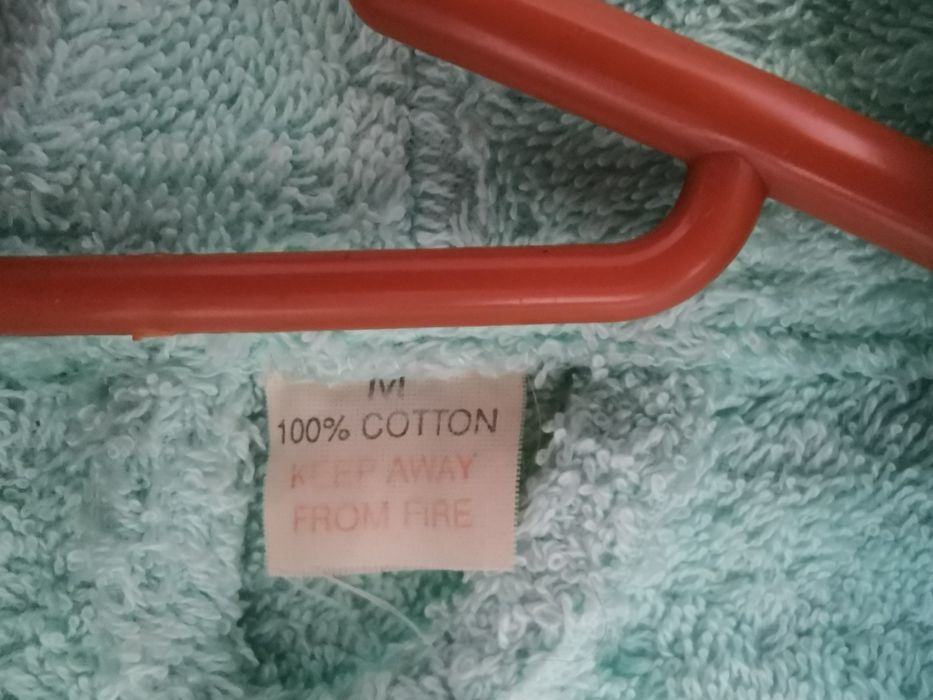 M
100% COTTON
KEEP AWAY
FROM FIRE